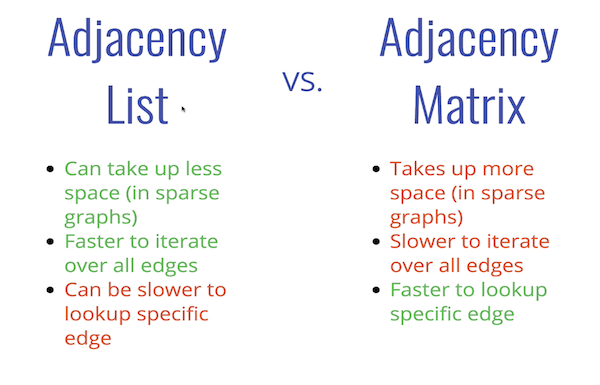 Adjacency
List
vs.
Adjacency
Matrix
Can take up less
space (in sparse
graphs)
Faster to iterate
over all edges
Can be slower to
lookup specific
edge
Takes up more
space (in sparse
graphs)
Slower to iterate
over all edges
Faster to lookup
specific edge